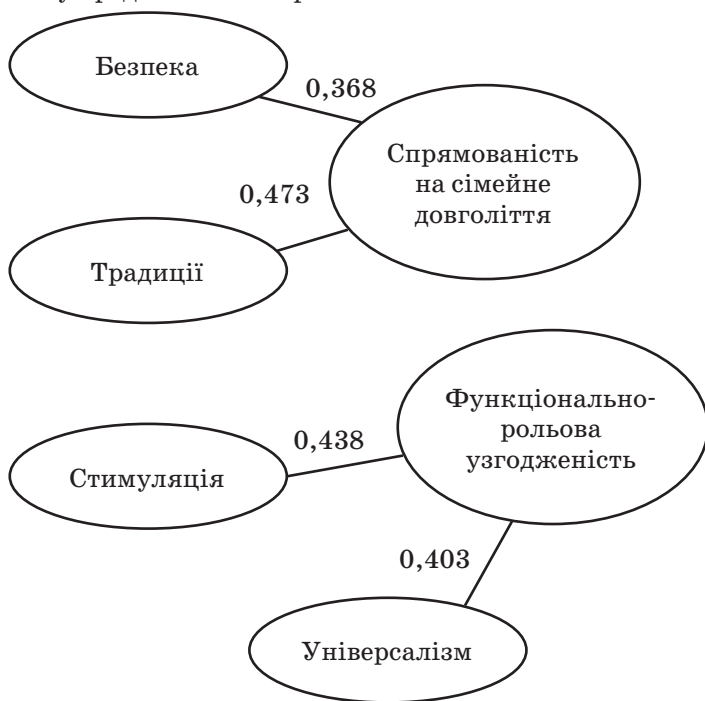 Безпека
0,368
Спрямованість
на сімейне
довголіття
0,473
Традиції
Функціонально-
рольова
узгодженість
0,438
Стимуляція
0,403
Універсалізм